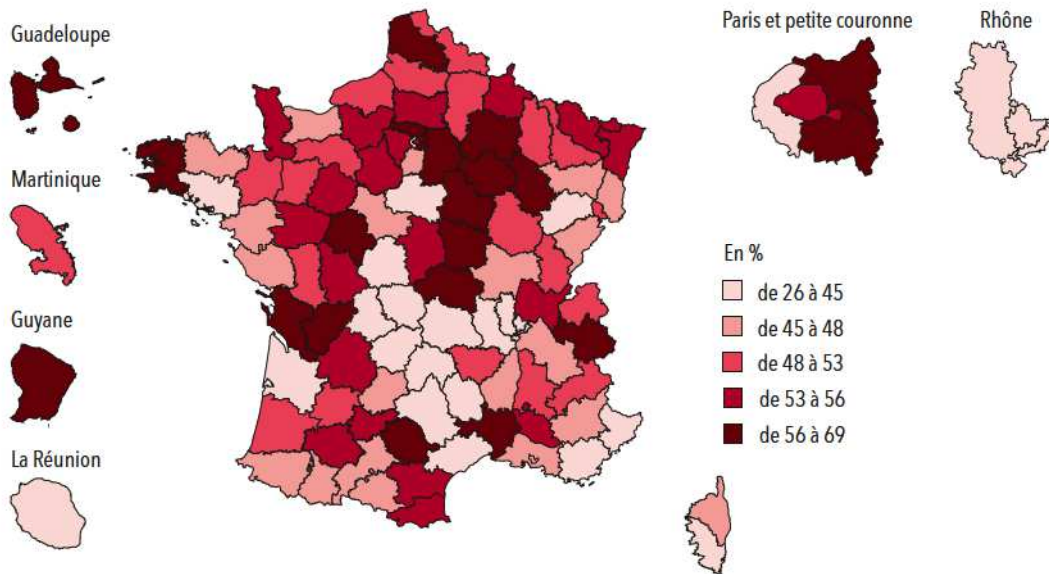 Guadeloupe
Martinique
Guyane
La Réunion
Paris et petite couronne
Rhône
En %
de 26 à 45
de 45 à 48
de 48 à 53
de 53 à 56
de 56 à 69